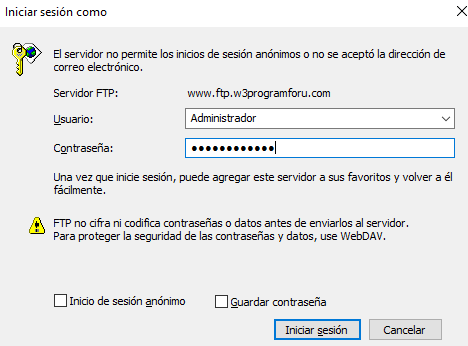 Iniciar sesión como
El servidor no permite los inicios de sesión anónimos o no se aceptó la dirección de
correo electrónico.
Servidor FTP: www.ftp.w3programforu.com
Usuario: Administrador
Contraseña: ●●●●●●●●●●●●
Una vez que inicie sesión, puede agregar este servidor a sus favoritos y volver a él
fácilmente.
FTP no cifra ni codifica contraseñas o datos antes de enviarlos al servidor.
Para proteger la seguridad de las contraseñas y datos, use WebDAV.
Inicio de sesión anónimo Guardar contraseña
Iniciar sesión Cancelar